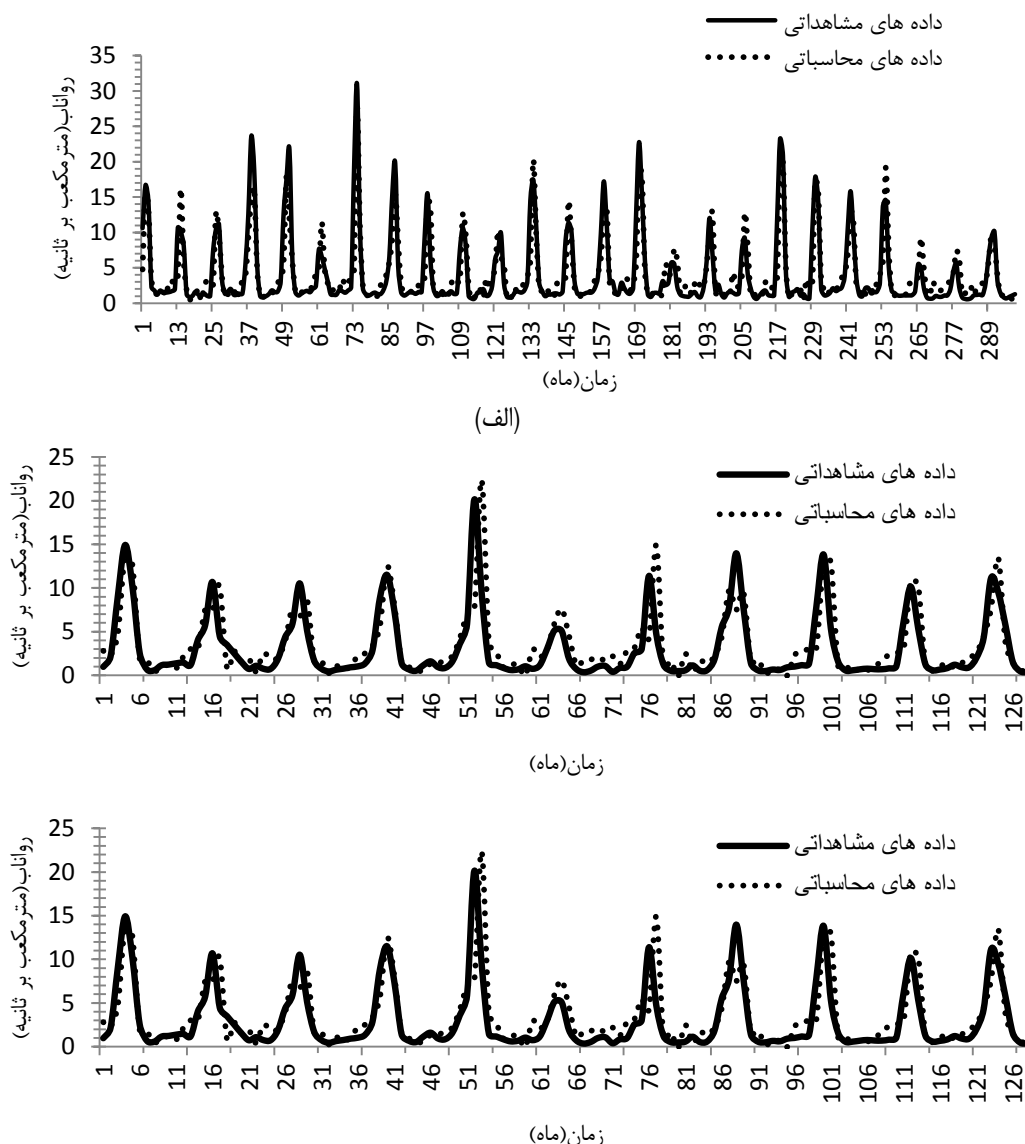 داده های مشاهداتی
داده های محاسباتی
رواناب(مترمکعب بر ثانیه)
35
30
25
20
15
10
5
0
1 13 25 37 49 61 73 85 97 109 121 133 145 157 169 181 193 205 217 229 241 253 265 277 289
زمان(ماه)
(الف)
داده های مشاهداتی
داده های محاسباتی
رواناب(مترمکعب بر ثانیه)
25
20
15
10
5
0
1 6 11 16 21 26 31 36 41 46 51 56 61 66 71 76 81 86 91 96 101 106 111 116 121 126
زمان(ماه)
داده های مشاهداتی
داده های محاسباتی
رواناب(مترمکعب بر ثانیه)
25
20
15
10
5
0
1 6 11 16 21 26 31 36 41 46 51 56 61 66 71 76 81 86 91 96 101 106 111 116 121 126
زمان(ماه)